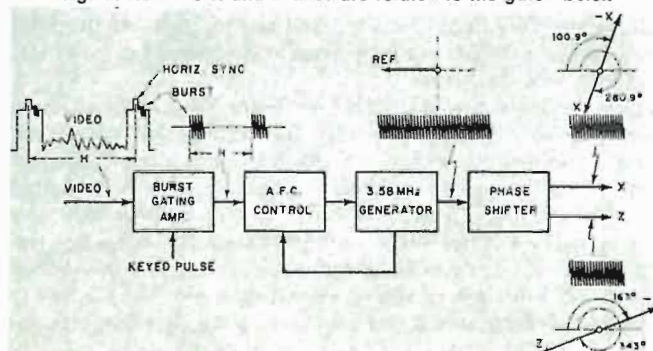 -X
100.9°
REF
HORIZ SYNC
BURST
VIDEO
280.9°
X
H
H
VIDEO
BURST
GATING
AMP
A.F.C.
CONTROL
3.58 MHz
GENERATOR
PHASE
SHIFTER
X
Z
KEYED PULSE
163°
Z
343°